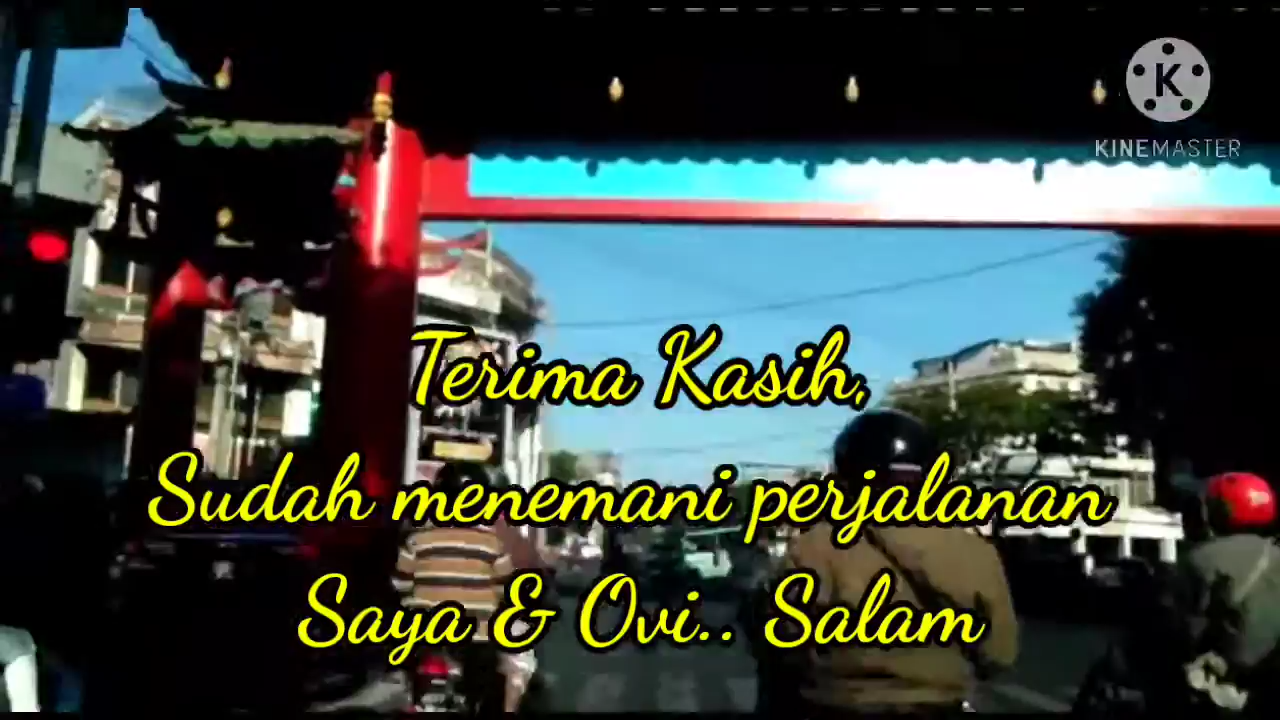 KINEMASTER
Terima Kasih,
Sudah menemani perjalanan
Saya & Ovi.. Salam